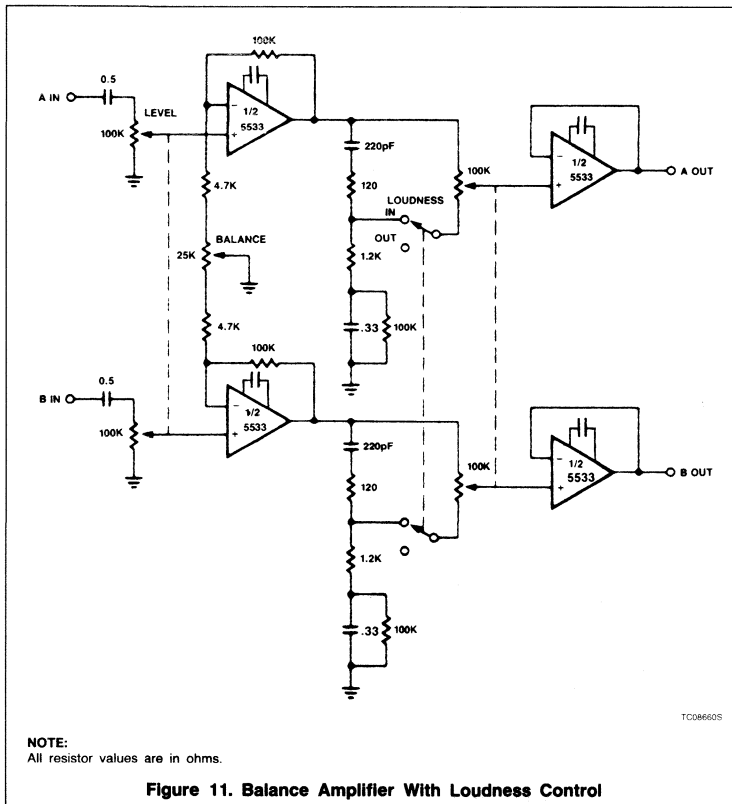 100K
0.5
A IN
LEVEL
1/2
5533
100K
4.7K
BALANCE
25K
4.7K
100K
220pF
120
LOUDNESS
IN
OUT
1.2K
.33
100K
100K
1/2
5533
A OUT
0.5
B IN
100K
1/2
5533
220pF
120
1.2K
.33
100K
100K
1/2
5533
B OUT
TC08660S
NOTE:
All resistor values are in ohms.
Figure 11. Balance Amplifier With Loudness Control